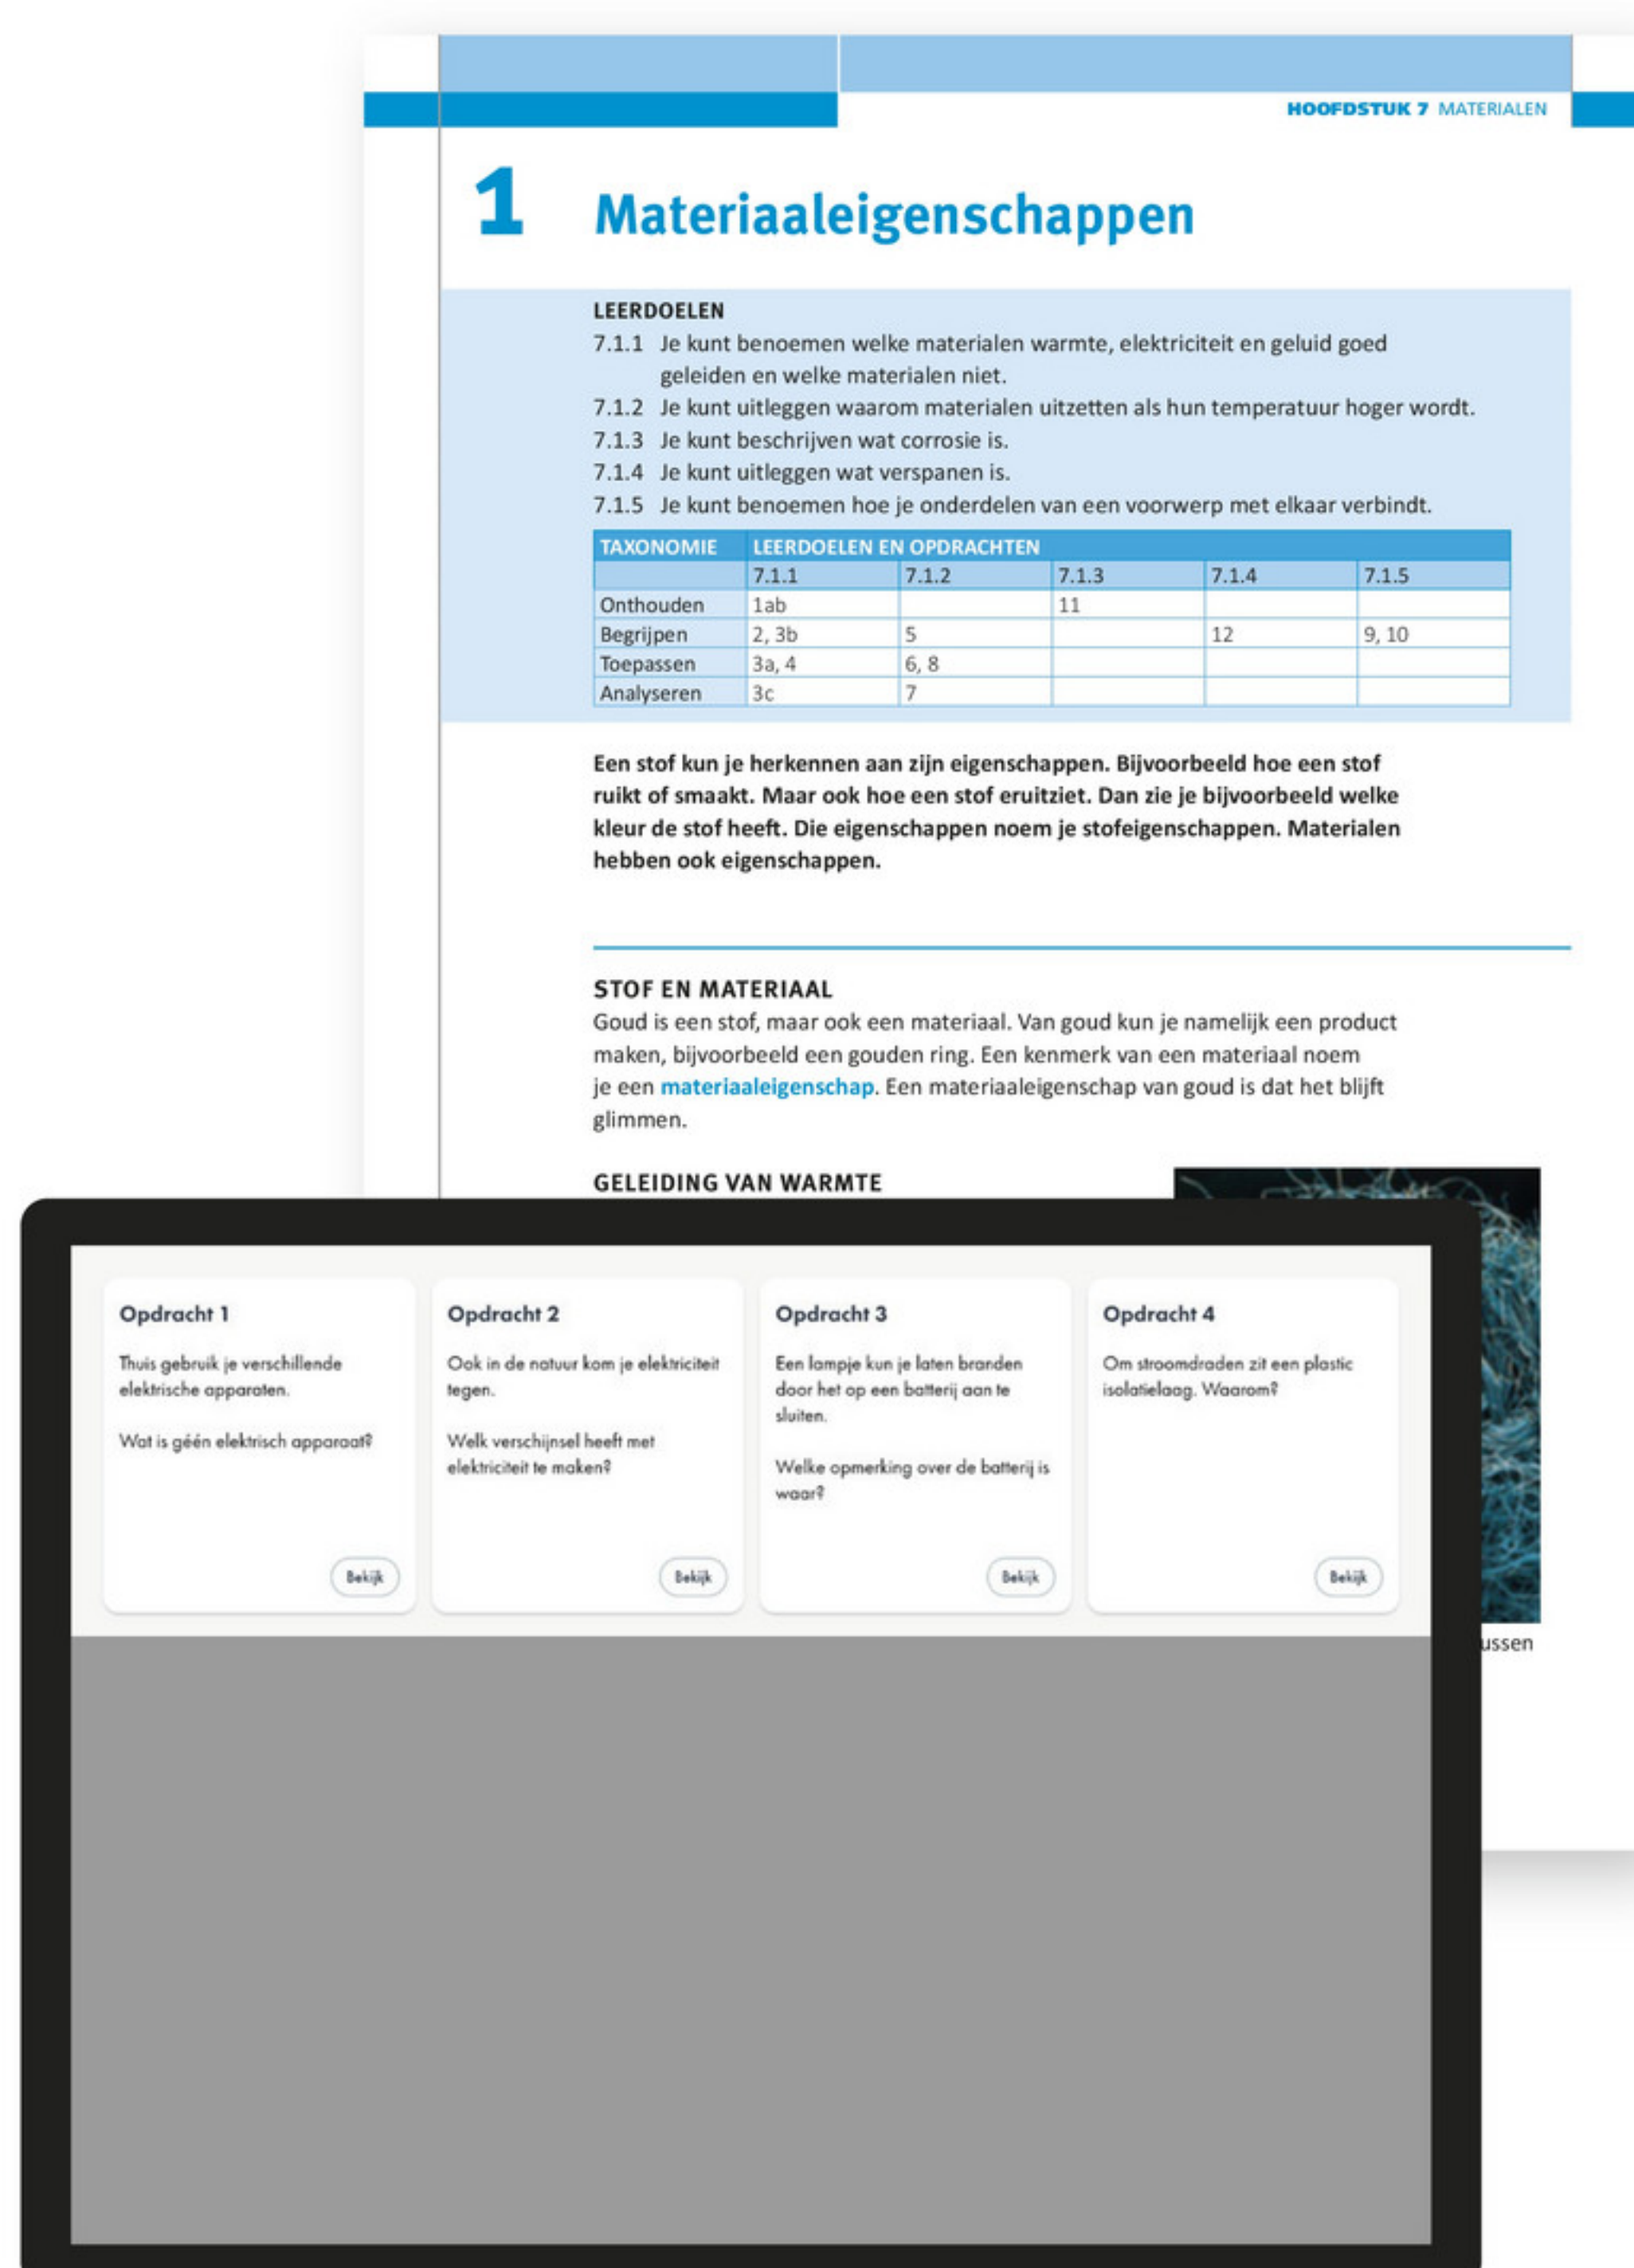 HOOFDSTUK 7 MATERIALEN
1 Materiaaleigenschappen
LEERDOELEN
7.1.1 Je kunt benoemen welke materialen warmte, elektriciteit en geluid goed
geleiden en welke materialen niet.
7.1.2 Je kunt uitleggen waarom materialen uitzetten als hun temperatuur hoger wordt.
7.1.3 Je kunt beschrijven wat corrosie is.
7.1.4 Je kunt uitleggen wat verspanen is.
7.1.5 Je kunt benoemen hoe je onderdelen van een voorwerp met elkaar verbindt.
TAXONOMIE LEERDOELEN EN OPDRACHTEN
7.1.1 7.1.2 7.1.3 7.1.4 7.1.5
Onthouden 1ab 11
Begrijpen 2, 3b 5 12 9, 10
Toepassen 3a, 4 6, 8
Analyseren 3c 7
Een stof kun je herkennen aan zijn eigenschappen. Bijvoorbeeld hoe een stof
ruikt of smaakt. Maar ook hoe een stof eruitziet. Dan zie je bijvoorbeeld welke
kleur de stof heeft. Die eigenschappen noem je stofeigenschappen. Materialen
hebben ook eigenschappen.
STOF EN MATERIAAL
Goud is een stof, maar ook een materiaal. Van goud kun je namelijk een product
maken, bijvoorbeeld een gouden ring. Een kenmerk van een materiaal noem
je een materiaaleigenschap. Een materiaaleigenschap van goud is dat het blijft
glimmen.
GELEIDING VAN WARMTE
Opdracht 1
Thuis gebruik je verschillende
elektrische apparaten.
Wat is géén elektrisch apparaat?
Bekijk
Opdracht 2
Ook in de natuur kom je elektriciteit
tegen.
Welk verschijnsel heeft met
elektriciteit te maken?
Bekijk
Opdracht 3
Een lampje kun je laten branden
door het op een batterij aan te
sluiten.
Welke opmerking over de batterij is
waar?
Bekijk
Opdracht 4
Om stroomdraden zit een plastic
isolatielaag. Waarom?
Bekijk
ussen